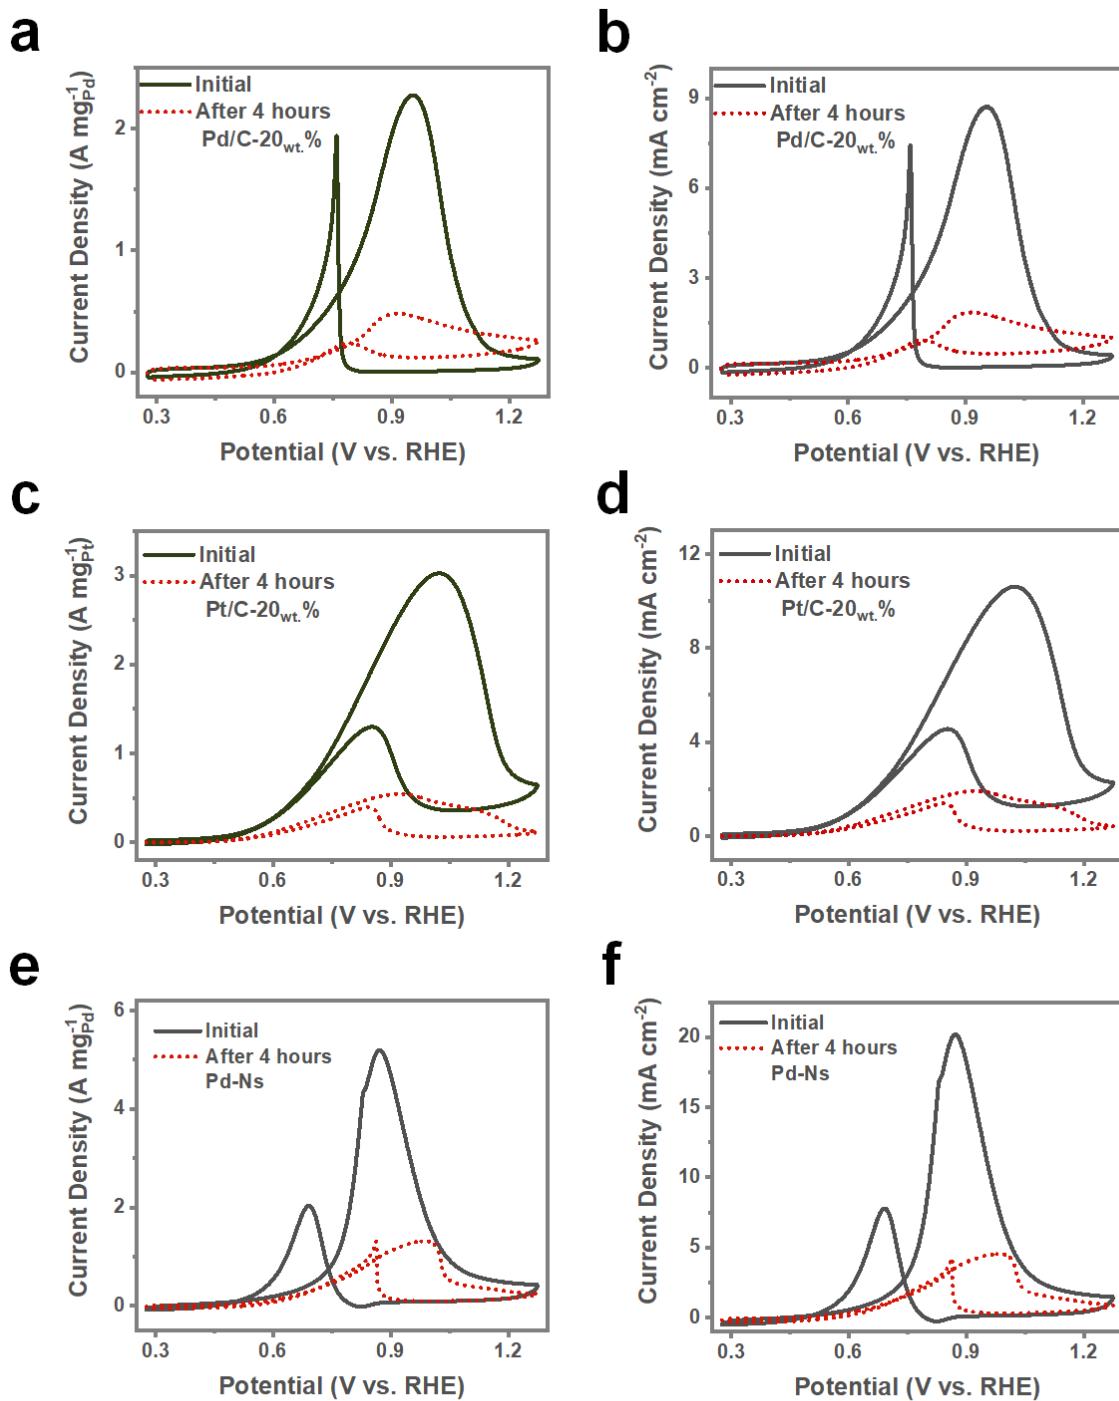 a
Current Density (A mg⁻¹Pd)
2
1
0
Initial
After 4 hours
Pd/C-20wt.%
0.3 0.6 0.9 1.2
Potential (V vs. RHE)
b
Current Density (mA cm⁻²)
9
6
3
0
Initial
After 4 hours
Pd/C-20wt.%
0.3 0.6 0.9 1.2
Potential (V vs. RHE)
c
Current Density (A mg⁻¹Pt)
3
2
1
0
Initial
After 4 hours
Pt/C-20wt.%
0.3 0.6 0.9 1.2
Potential (V vs. RHE)
d
Current Density (mA cm⁻²)
12
8
4
0
Initial
After 4 hours
Pt/C-20wt.%
0.3 0.6 0.9 1.2
Potential (V vs. RHE)
e
Current Density (A mg⁻¹Pd)
6
4
2
0
Initial
After 4 hours
Pd-Ns
0.3 0.6 0.9 1.2
Potential (V vs. RHE)
f
Current Density (mA cm⁻²)
20
15
10
5
0
Initial
After 4 hours
Pd-Ns
0.3 0.6 0.9 1.2
Potential (V vs. RHE)